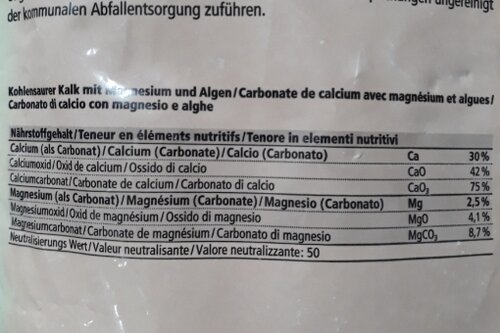 der kommunalen Abfallentsorgung zuführen. ungereinigt
Kohlensaurer Kalk mit Magnesium und Algen/Carbonate de calcium avec magnésium et algues/
Carbonato di calcio con magnesio e alghe
Nährstoffgehalt/Teneur en éléments nutritifs/Tenore in elementi nutritivi
Calcium (als Carbonat)/Calcium (Carbonate)/Calcio (Carbonato) Ca 30%
Calciumoxid/Oxid de calcium/Ossido di calcio CaO 42%
Calciumcarbonat/Carbonate de calcium/Carbonato di calcio CaO₃ 75%
Magnesium (als Carbonat)/Magnésium (Carbonate)/Magnesio (Carbonato) Mg 2,5%
Magnesiumoxid/Oxid de magnésium/Ossido di magnesio MgO 4,1%
Magnesiumcarbonat/Carbonate de magnésium/Carbonato di magnesio MgCO₃ 8,7%
Neutralisierungs Wert/Valeur neutralisante/Valore neutralizzante: 50